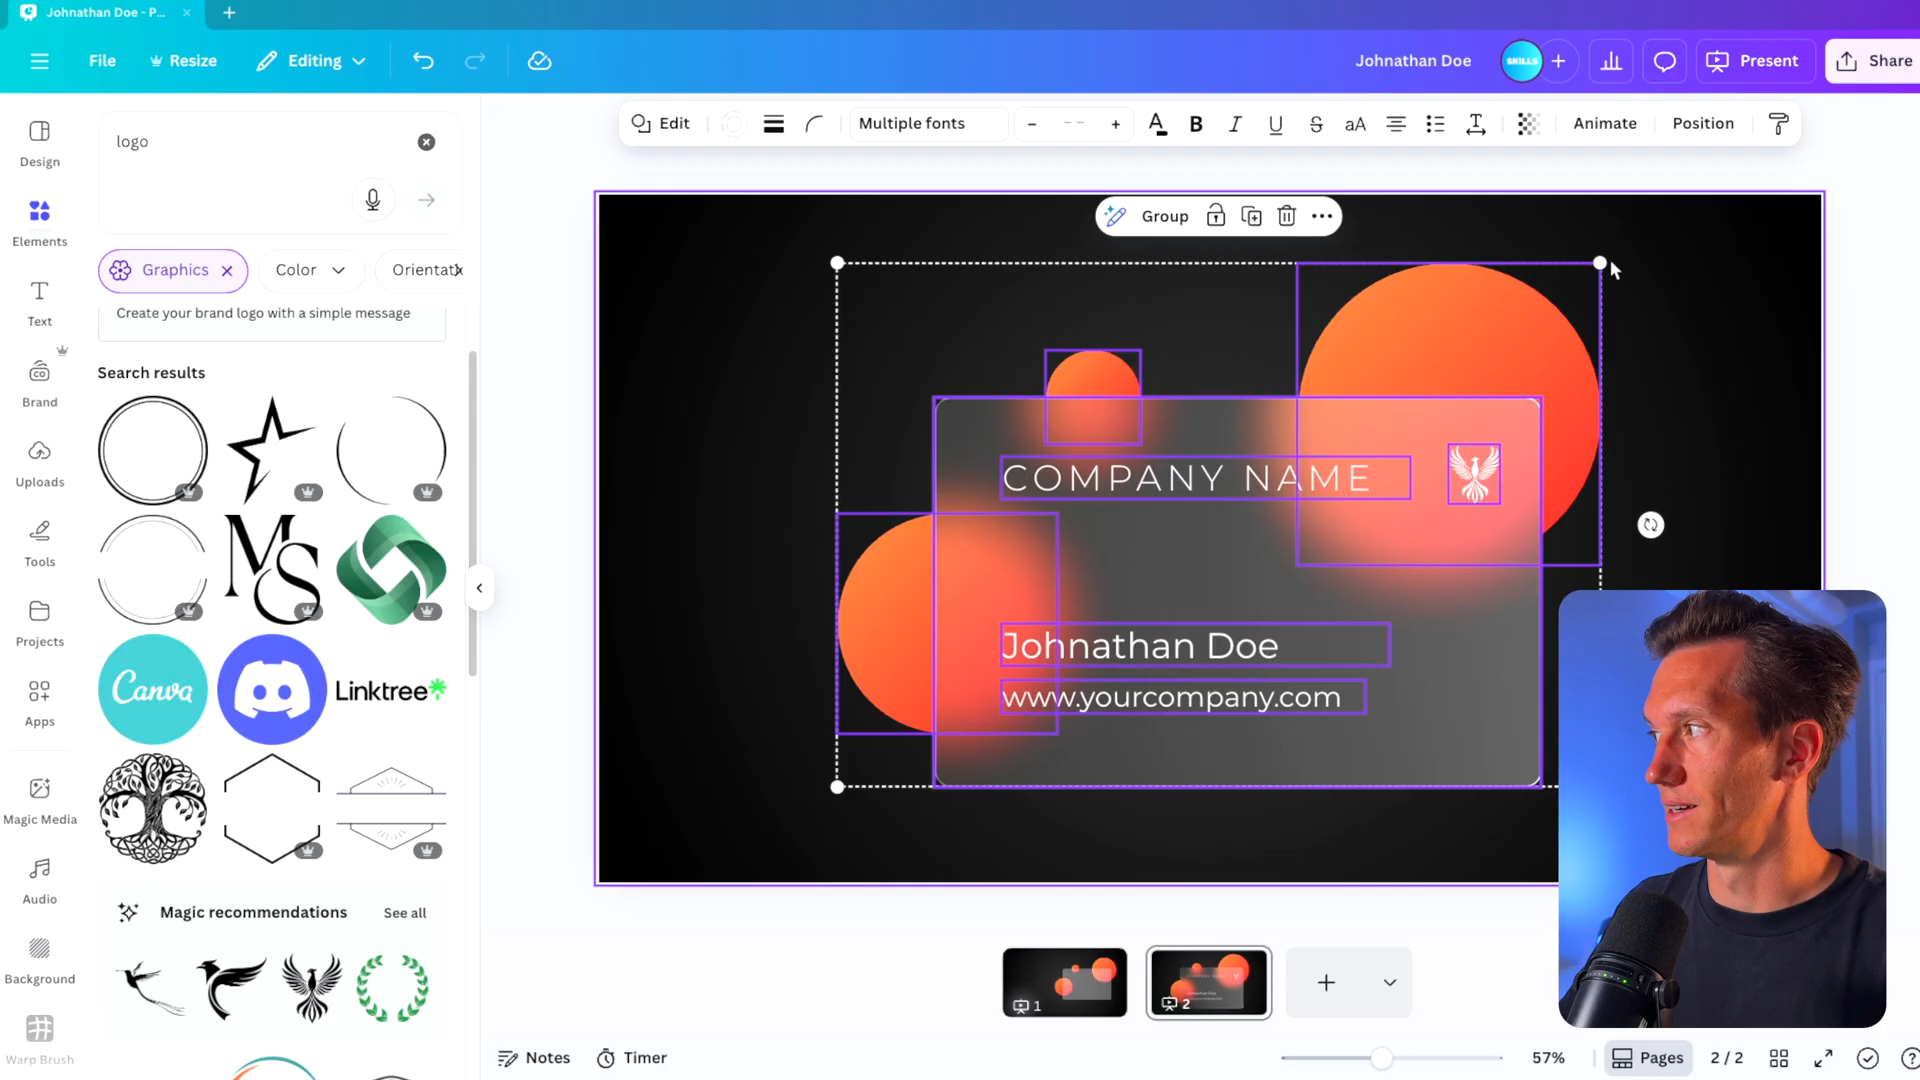 Johnathan Doe - P...
File
Resize
Editing
Johnathan Doe
SKILLS
Present
Share
Design
Elements
Text
Brand
Uploads
Tools
Projects
Apps
Magic Media
Audio
Background
Warp Brush
logo
Graphics
Color
Create your brand logo with a simple message
Search results
MS
Canva
Linktree
Magic recommendations
See all
Edit
Multiple fonts
- -- +
A B I U S aA
Animate
Position
Group
COMPANY NAME
Johnathan Doe
www.yourcompany.com
1
2
Notes
Timer
57%
Pages
2 / 2